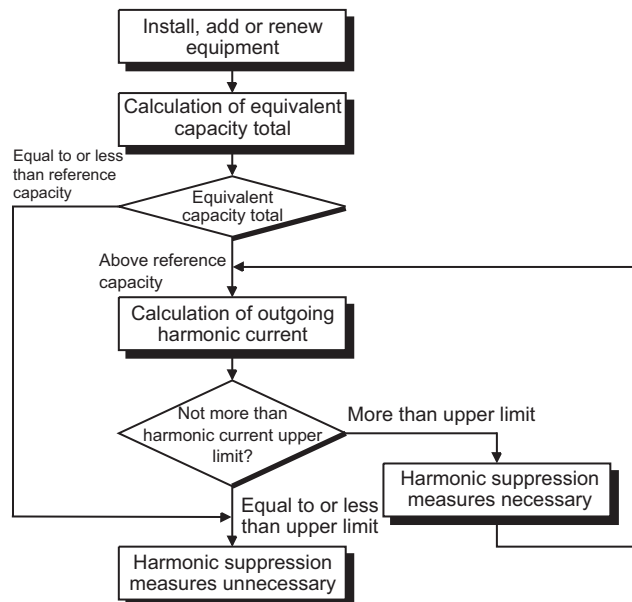 Install, add or renew
equipment
Calculation of equivalent
capacity total
Equal to or less
than reference
capacity
Equivalent
capacity total
Above reference
capacity
Calculation of outgoing
harmonic current
Not more than
harmonic current upper
limit?
More than upper limit
Harmonic suppression
measures necessary
Equal to or less
than upper limit
Harmonic suppression
measures unnecessary